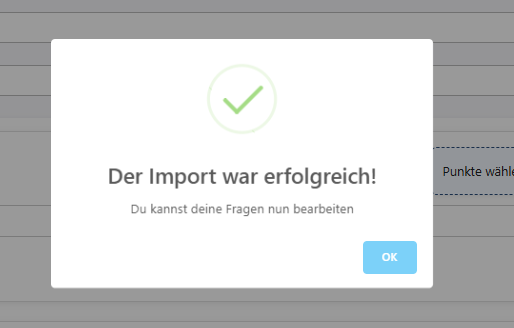 Der Import war erfolgreich!
Punkte wähle
Du kannst deine Fragen nun bearbeiten
OK